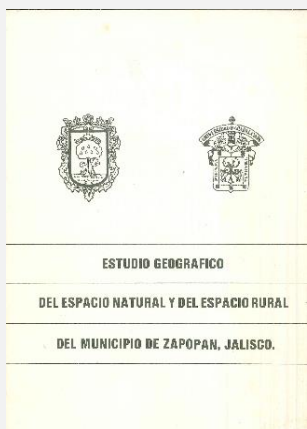 ESTUDIO GEOGRAFICO
DEL ESPACIO NATURAL Y DEL ESPACIO RURAL
DEL MUNICIPIO DE ZAPOPAN, JALISCO.